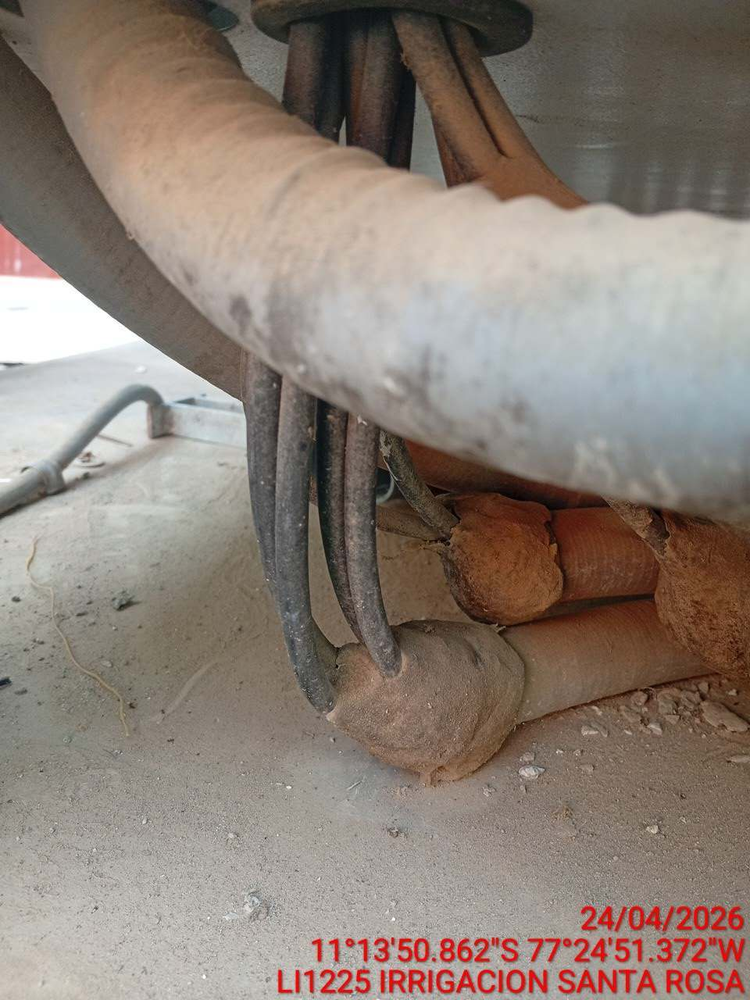 24/04/2026
11°13'50.862"S 77°24'51.372"W
LI1225 IRRIGACION SANTA ROSA